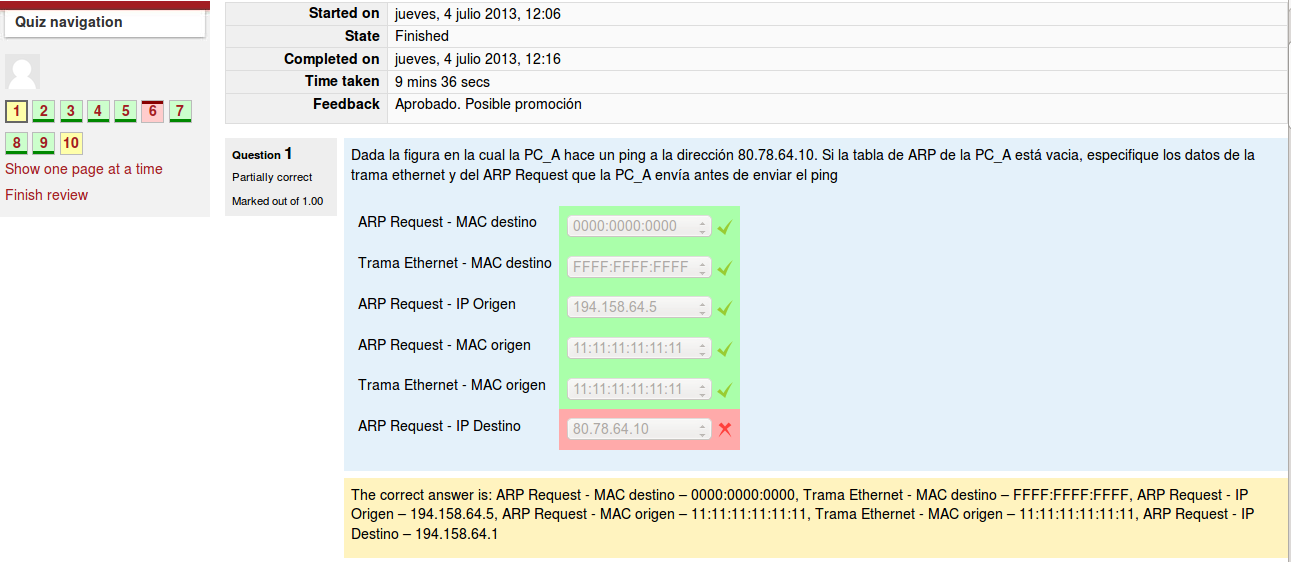 Quiz navigation
1 2 3 4 5 6 7
8 9 10
Show one page at a time
Finish review
Started on jueves, 4 julio 2013, 12:06
State Finished
Completed on jueves, 4 julio 2013, 12:16
Time taken 9 mins 36 secs
Feedback Aprobado. Posible promoción
Question 1
Partially correct
Marked out of 1.00
Dada la figura en la cual la PC_A hace un ping a la dirección 80.78.64.10. Si la tabla de ARP de la PC_A está vacia, especifique los datos de la
trama ethernet y del ARP Request que la PC_A envía antes de enviar el ping
ARP Request - MAC destino 0000:0000:0000
Trama Ethernet - MAC destino FFFF:FFFF:FFFF
ARP Request - IP Origen 194.158.64.5
ARP Request - MAC origen 11:11:11:11:11:11
Trama Ethernet - MAC origen 11:11:11:11:11:11
ARP Request - IP Destino 80.78.64.10
The correct answer is: ARP Request - MAC destino – 0000:0000:0000, Trama Ethernet - MAC destino – FFFF:FFFF:FFFF, ARP Request - IP
Origen – 194.158.64.5, ARP Request - MAC origen – 11:11:11:11:11:11, Trama Ethernet - MAC origen – 11:11:11:11:11:11, ARP Request - IP
Destino – 194.158.64.1